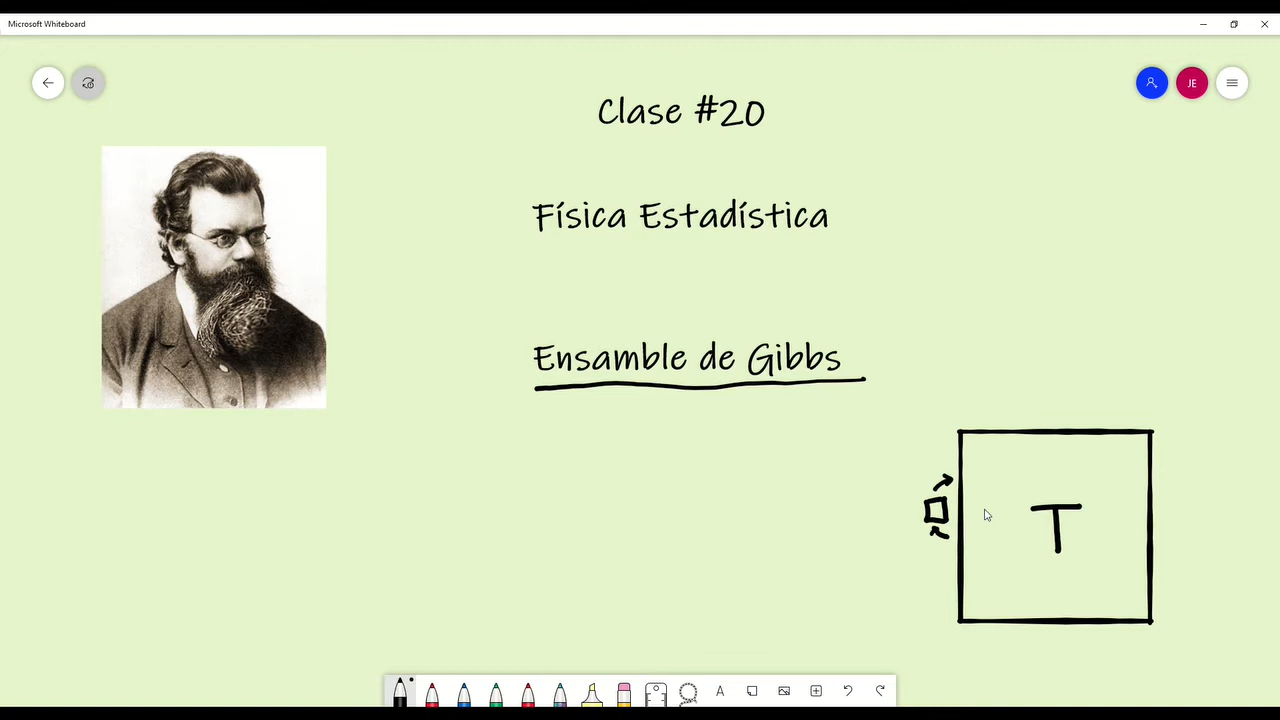 Microsoft Whiteboard
JE
Clase #20
Física Estadística
Ensamble de Gibbs
T
A